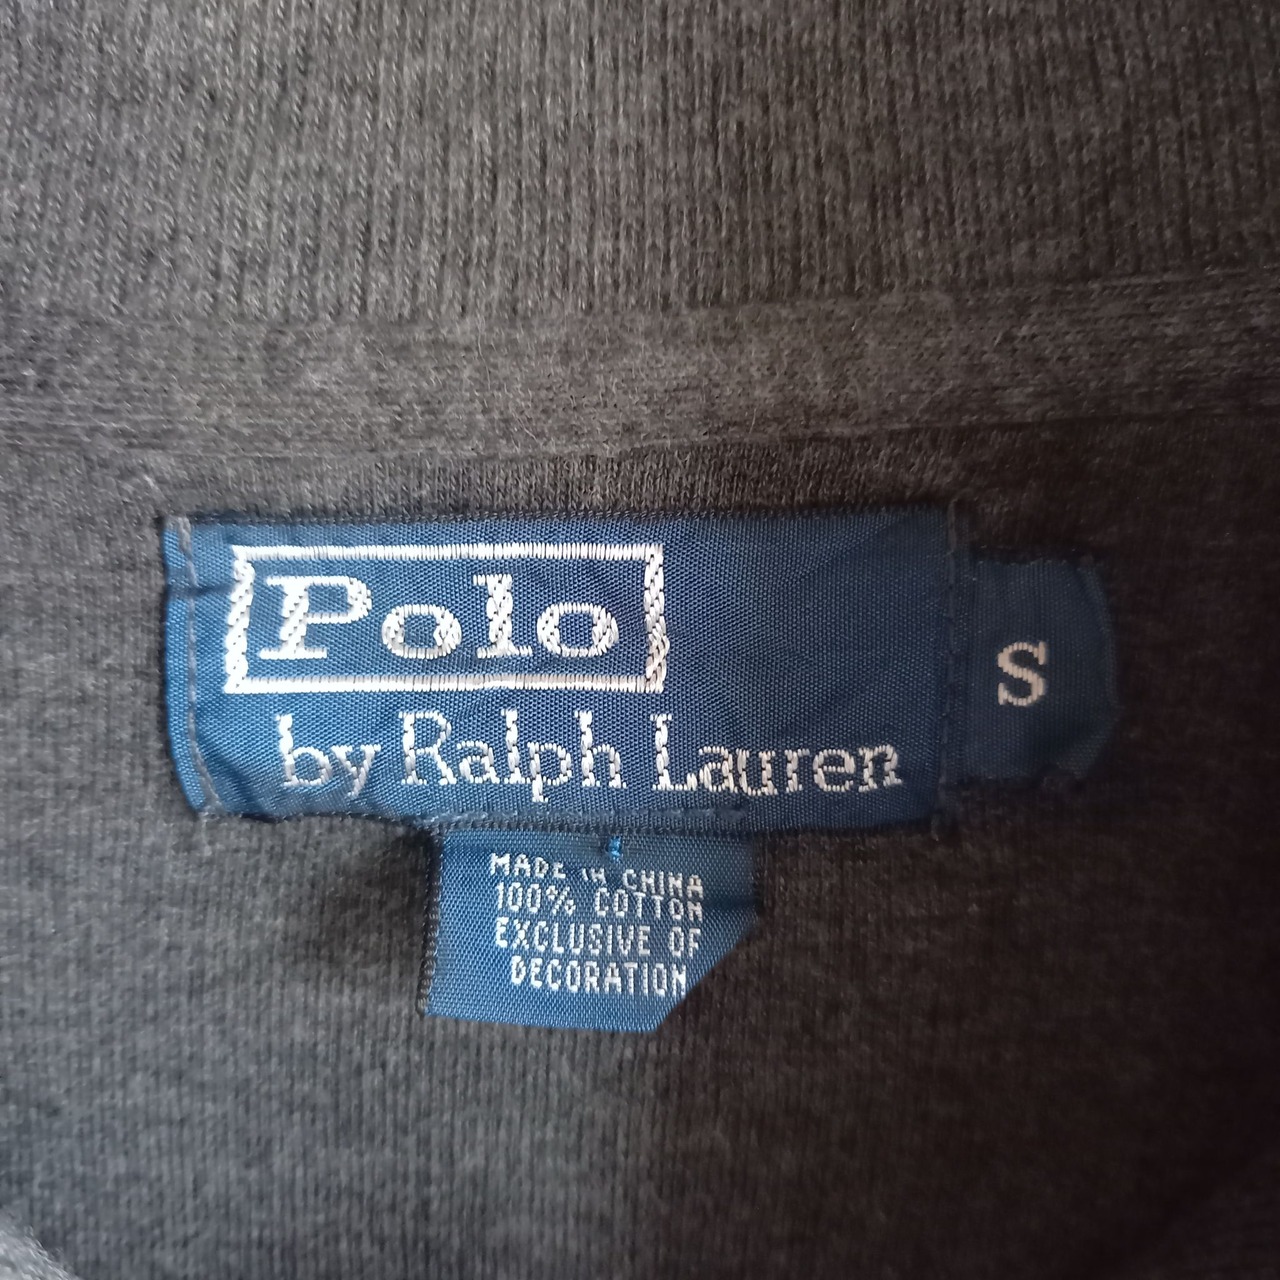 Polo
by Ralph Lauren
S
MADE IN CHINA
100% COTTON
EXCLUSIVE OF
DECORATION